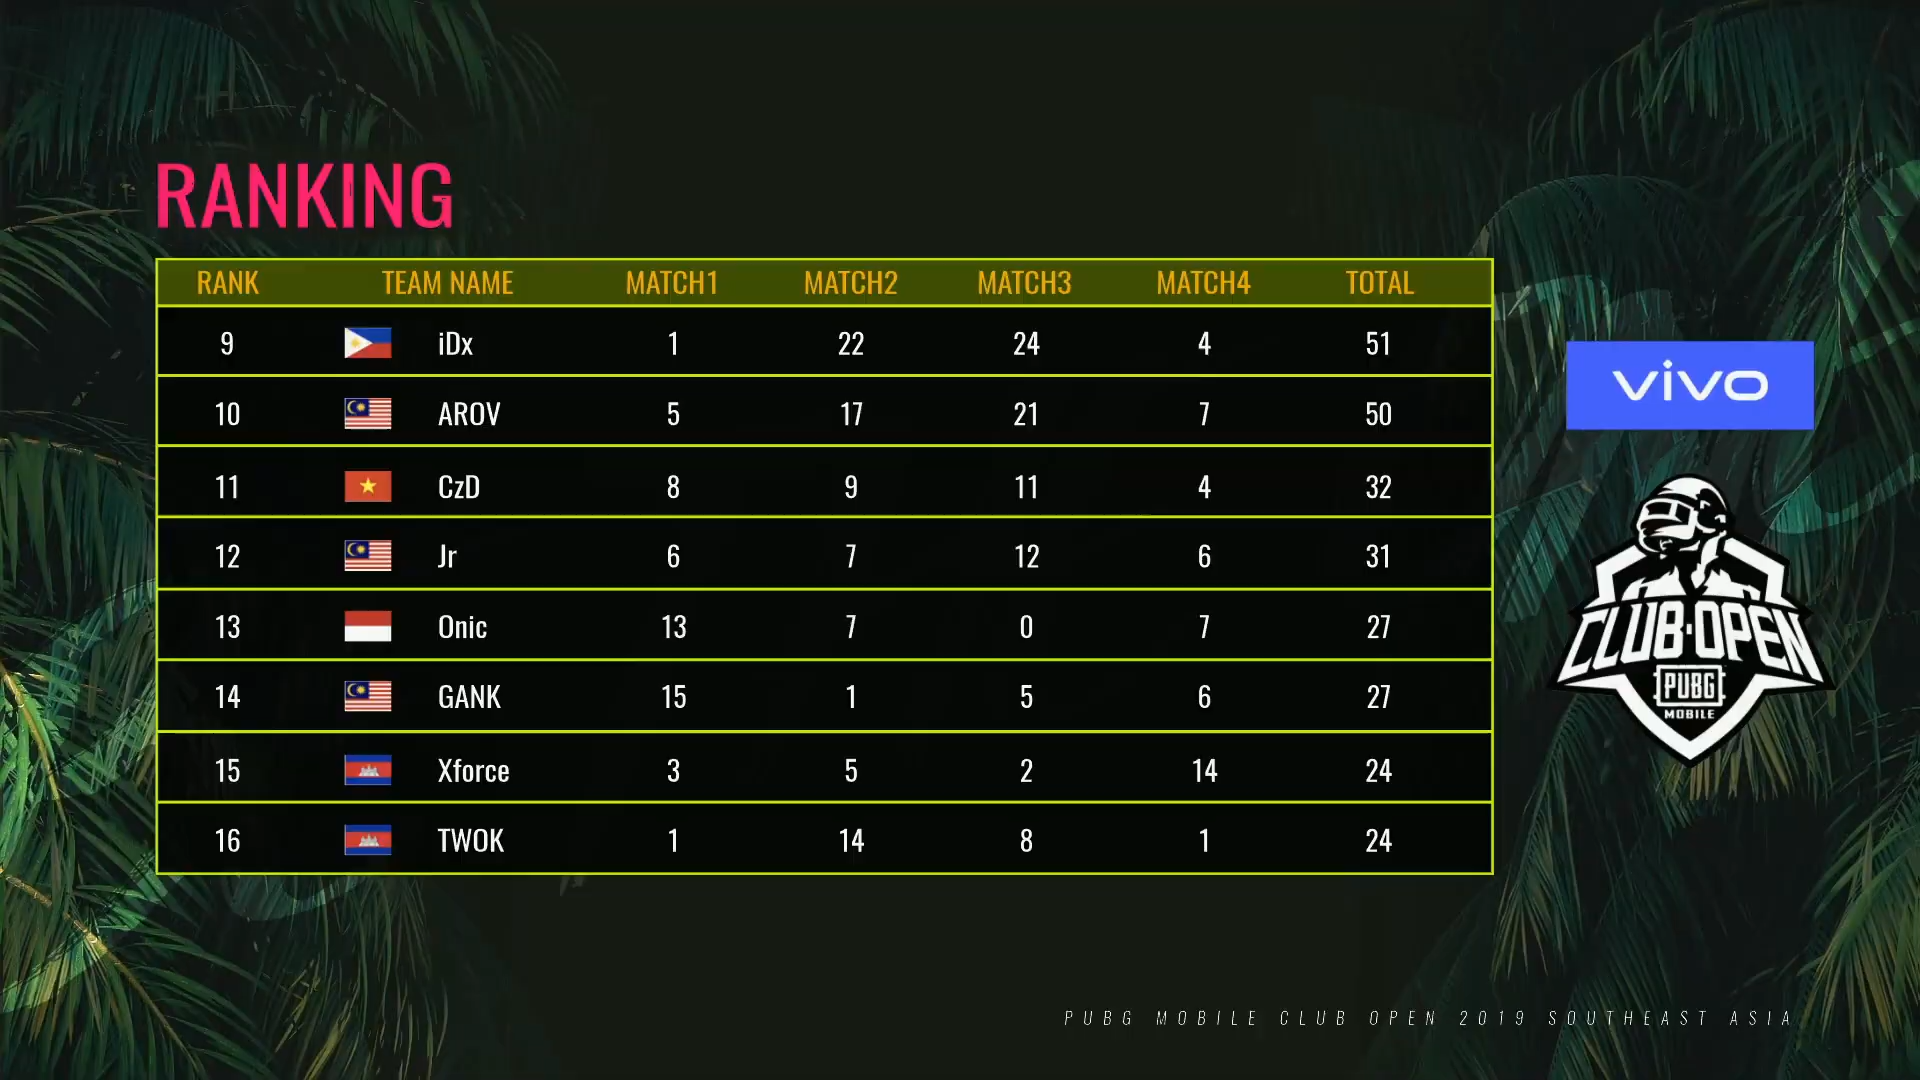 RANKING
RANK TEAM NAME MATCH1 MATCH2 MATCH3 MATCH4 TOTAL
9 iDx 1 22 24 4 51
10 AROV 5 17 21 7 50
11 CzD 8 9 11 4 32
12 Jr 6 7 12 6 31
13 Onic 13 7 0 7 27
14 GANK 15 1 5 6 27
15 Xforce 3 5 2 14 24
16 TWOK 1 14 8 1 24
vivo
CLUB·OPEN
PUBG
MOBILE
PUBG MOBILE CLUB OPEN 2019 SOUTHEAST ASIA